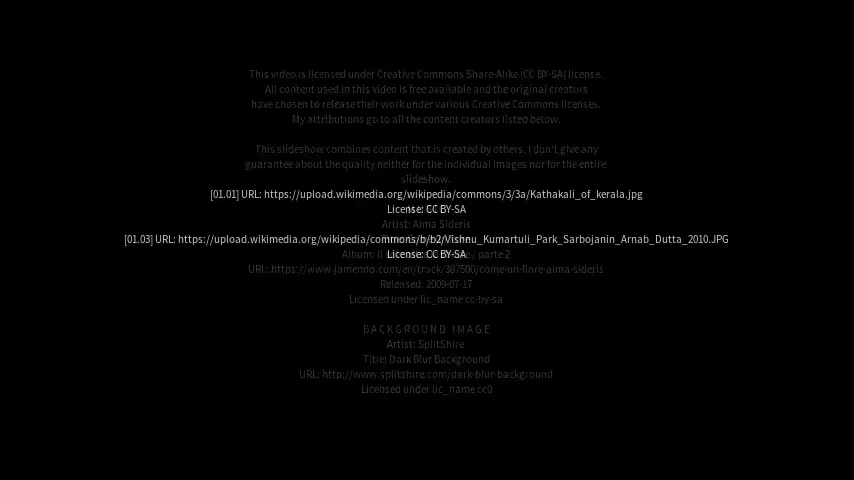 This video is licensed under Creative Commons Share-Alike (CC BY-SA) license.
All content used in this video is free available and the original creators
have chosen to release their work under various Creative Commons licenses.
My attributions go to all the content creators listed below.
This slideshow combines content that is created by others. I don't give any
guarantee about the quality neither for the individual images nor for the entire
slideshow.
[01.01] URL: https://upload.wikimedia.org/wikipedia/commons/3/3a/Kathakali_of_kerala.jpg
License: CC BY-SA
Artist: Alma Sideris
[01.03] URL: https://upload.wikimedia.org/wikipedia/commons/b/b2/Vishnu_Kumartuli_Park_Sarbojanin_Arnab_Dutta_2010.JPG
License: CC BY-SA
Album: parte 2
URL: https://www.jamendo.com/en/track/387500/come-un-fiore-alma-sideris
Released: 2009-07-17
Licensed under lic_name cc-by-sa
BACKGROUND IMAGE
Artist: SplitShire
Title: Dark Blur Background
URL: http://www.splitshire.com/dark-blur-background
Licensed under lic_name cc0